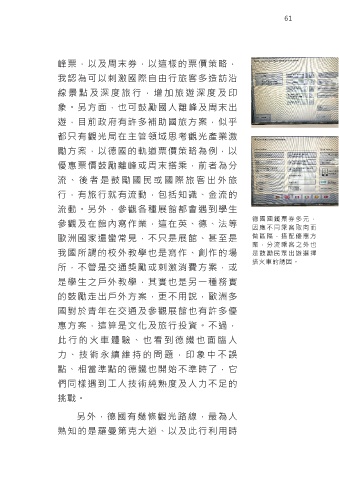 61
峰票，以及周末券，以這樣的票價策略，
我認為可以刺激國際自由行旅客多造訪沿
線景點及深度旅行，增加旅遊深度及印
象。另方面，也可鼓勵國人離峰及周末出
遊，目前政府有許多補助國旅方案，似乎
都只有觀光局在主管領域思考觀光產業激
勵方案，以德國的軌道票價策略為例，以
優惠票價鼓勵離峰或周末搭乘，前者為分
流、後者是鼓勵國民或國際旅客出外旅
行，有旅行就有流動，包括知識、金流的
流動。另外，參觀各種展館都會遇到學生
參觀及在館內寫作業，這在英、德、法等
歐洲國家還蠻常見，不只是展館、甚至是
我國所謂的校外教學也是寫作、創作的場
所，不管是交通獎勵或刺激消費方案，或
是學生之戶外教學，其實也是另一種務實
的鼓勵走出戶外方案，更不用說，歐洲多
國對於青年在交通及參觀展館也有許多優
惠方案，這算是文化及旅行投資。不過，
此行的火車體驗、也看到德鐵也面臨人
力、技術永續維持的問題，印象中不誤
點、相當準點的德鐵也開始不準時了，它
們同樣遇到工人技術純熟度及人力不足的
挑戰。
另外，德國有幾條觀光路線，最為人
熟知的是羅曼蒂克大道、以及此行利用時
德國國鐵票券多元，
因應不同乘客取向而
做區隔，搭配優惠方
案，分流乘客之外也
是鼓勵民眾出遊選擇
搭火車的誘因。